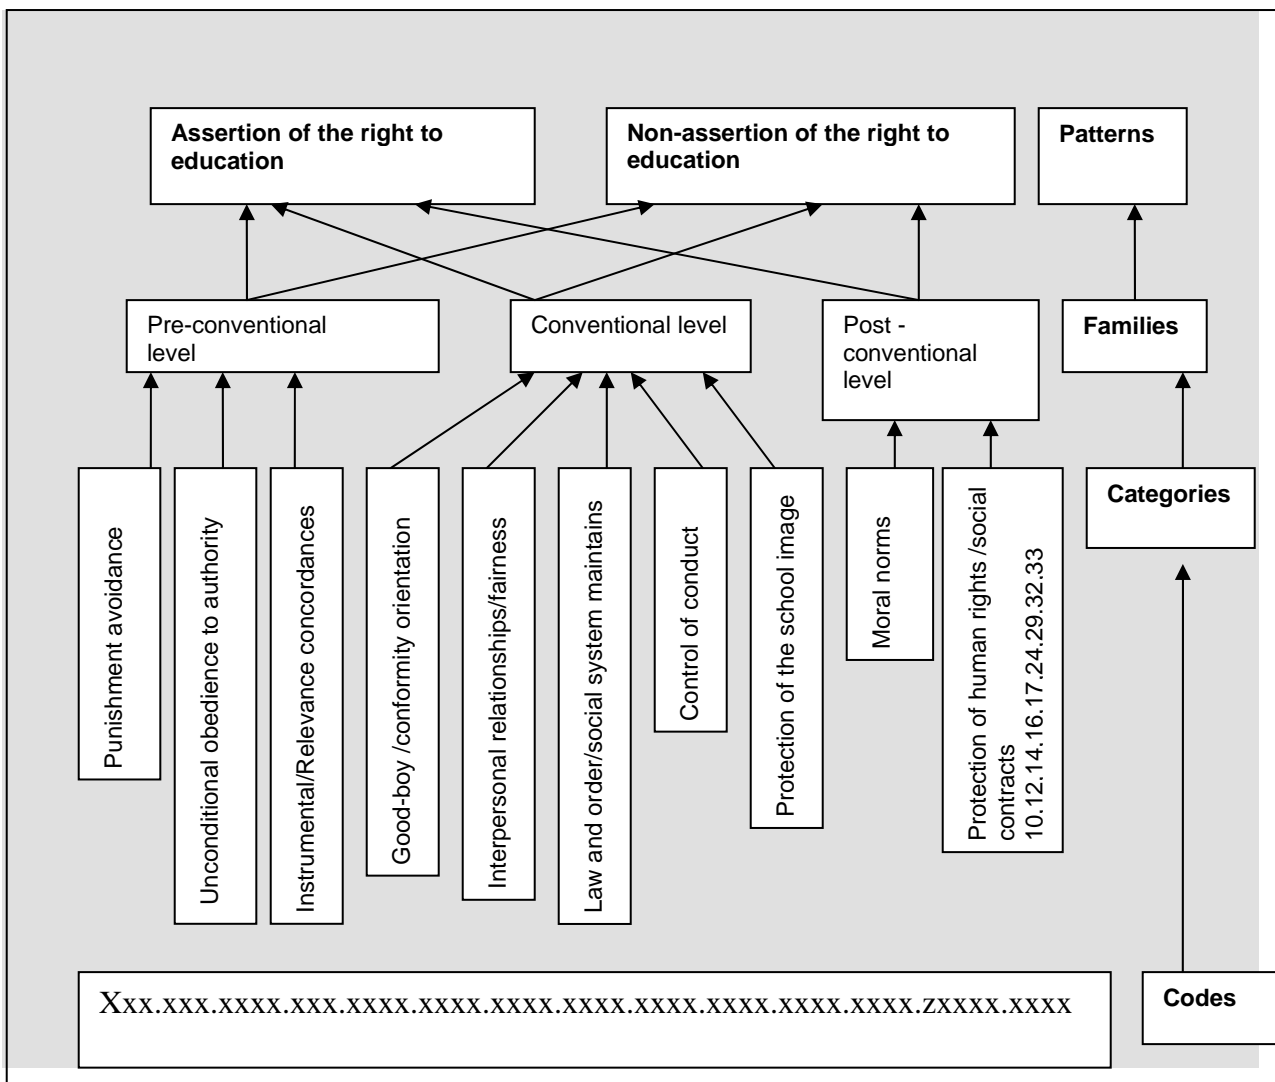 Assertion of the right to
education
Non-assertion of the right to
education
Patterns
Pre-conventional
level
Conventional level
Post -
conventional
level
Families
Punishment avoidance
Unconditional obedience to authority
Instrumental/Relevance concordances
Good-boy /conformity orientation
Interpersonal relationships/fairness
Law and order/social system maintains
Control of conduct
Protection of the school image
Moral norms
Protection of human rights /social
contracts
10.12.14.16.17.24.29.32.33
Categories
Xxx.xxx.xxxx.xxx.xxxx.xxxx.xxxx.xxxx.xxxx.xxxx.xxxx.xxxx.zxxxx.xxxx
Codes